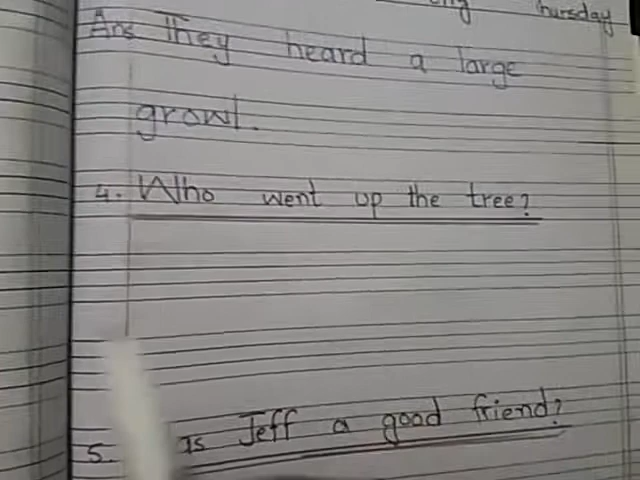 Thursday
Ans They heard a large
growl.
4. Who went up the tree?
5. Is Jeff a good friend?